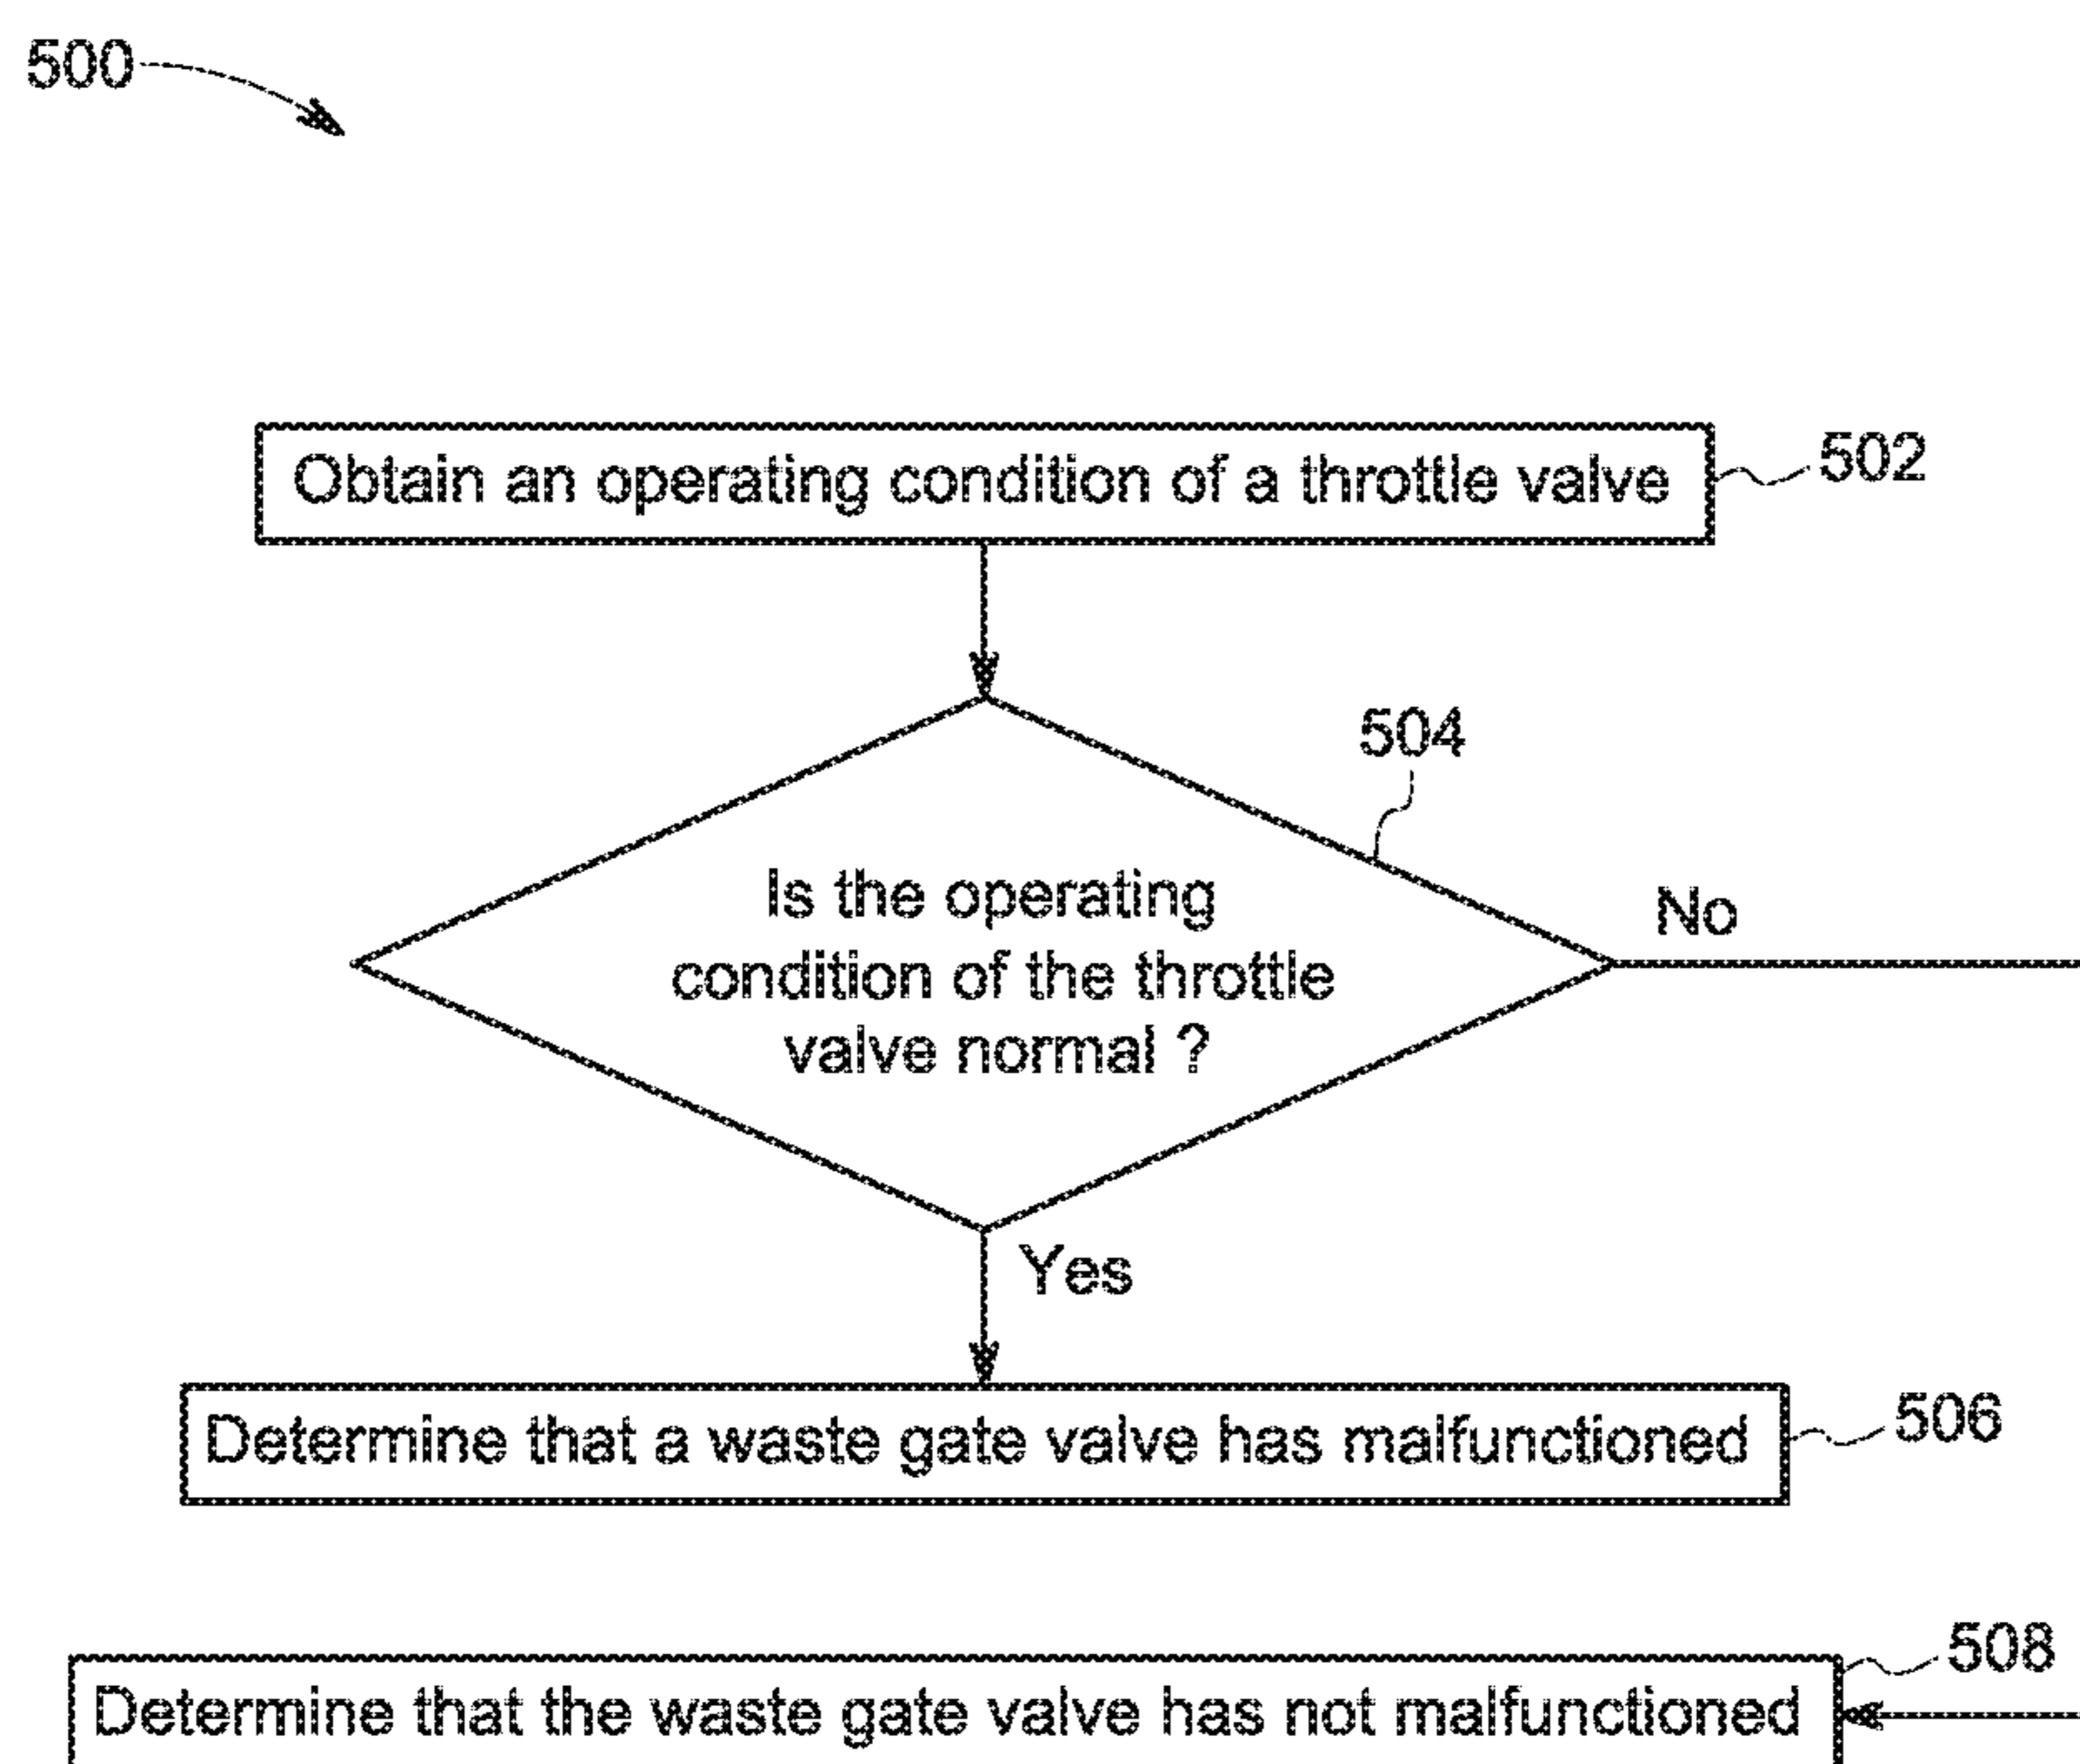 500
Obtain an operating condition of a throttle valve
502
504
Is the operating
condition of the throttle
valve normal ?
No
Yes
Determine that a waste gate valve has malfunctioned
506
508
Determine that the waste gate valve has not malfunctioned